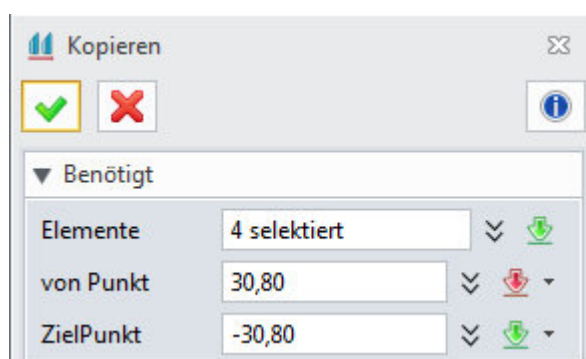 Kopieren
Benötigt
Elemente 4 selektiert
von Punkt 30,80
ZielPunkt -30,80